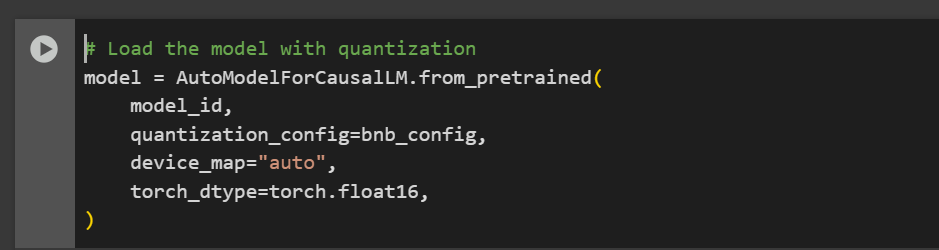 # Load the model with quantization
model = AutoModelForCausalLM.from_pretrained(
    model_id,
    quantization_config=bnb_config,
    device_map="auto",
    torch_dtype=torch.float16,
)